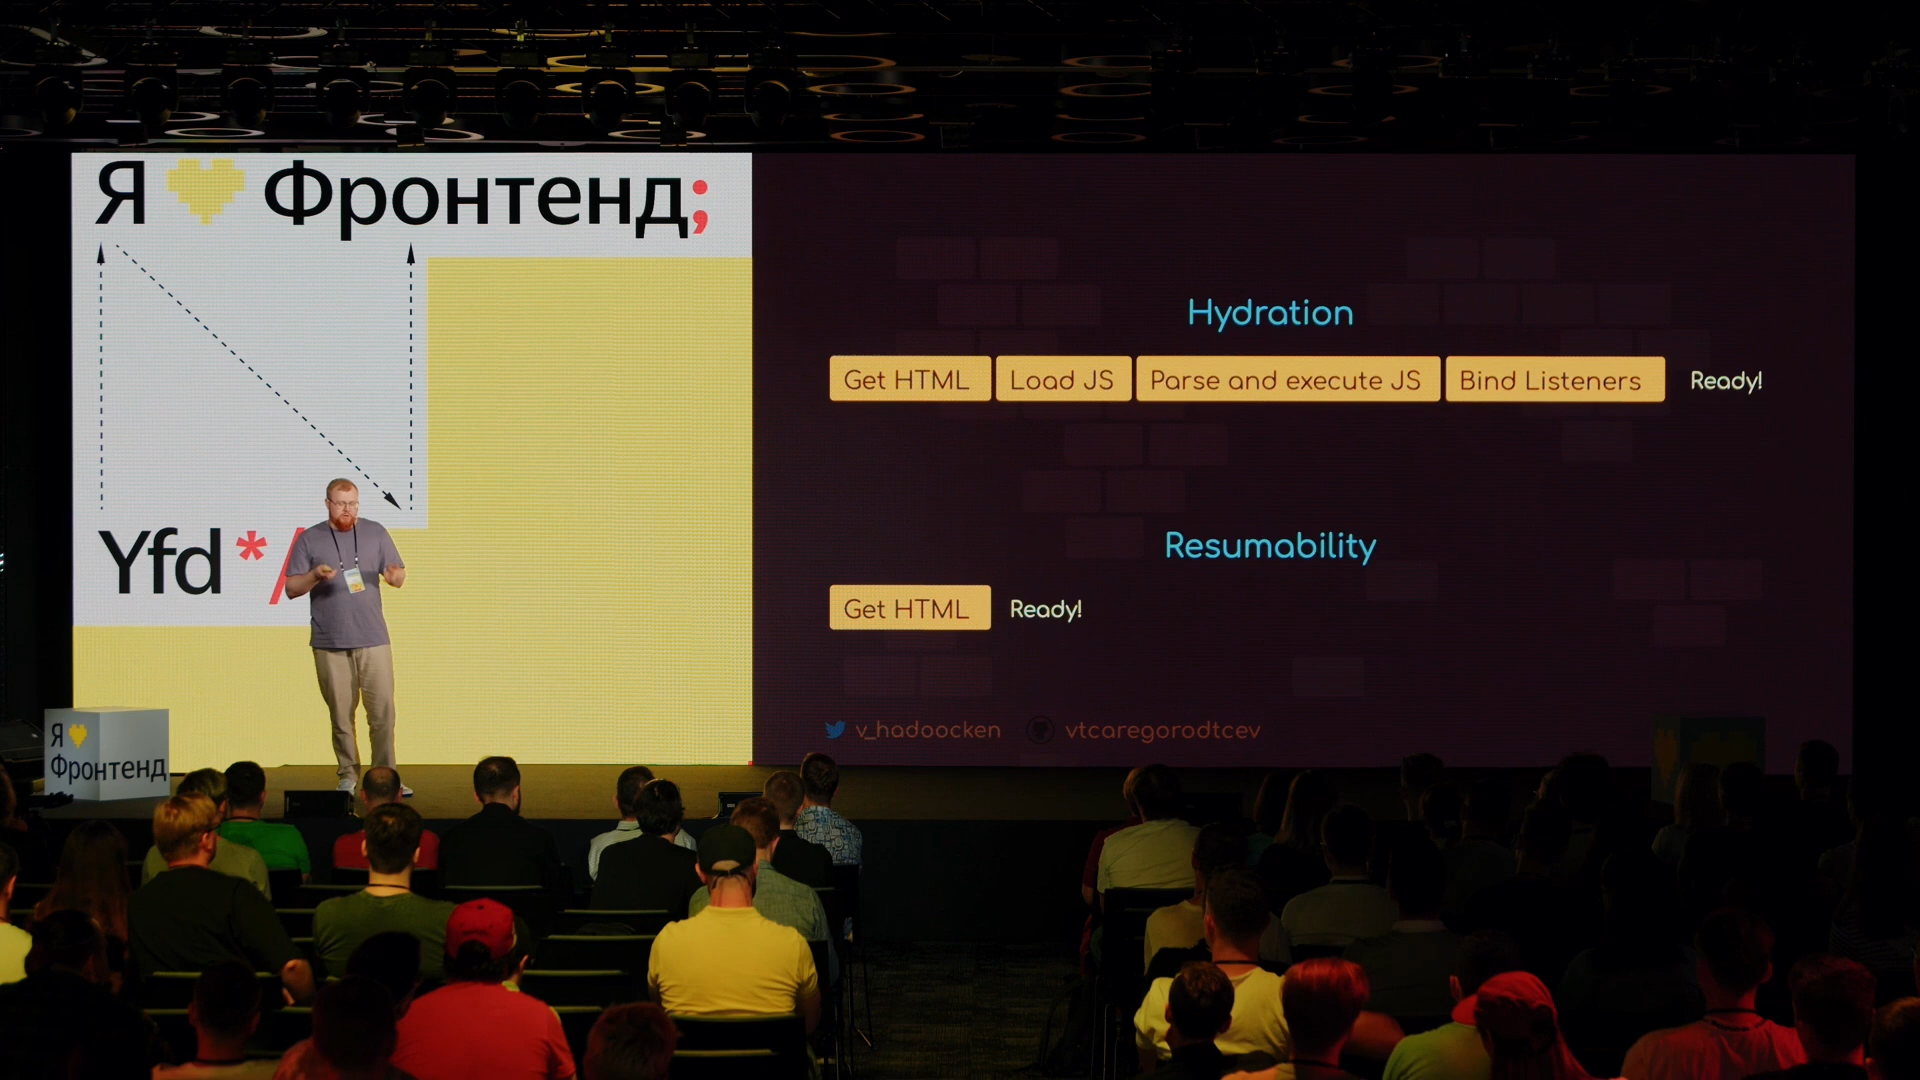 Я Фронтенд;
Yfd*/
Hydration
Get HTML Load JS Parse and execute JS Bind Listeners Ready!
Resumability
Get HTML Ready!
v_hadoocken vtcaregorodtcev
Я
Фронтенд